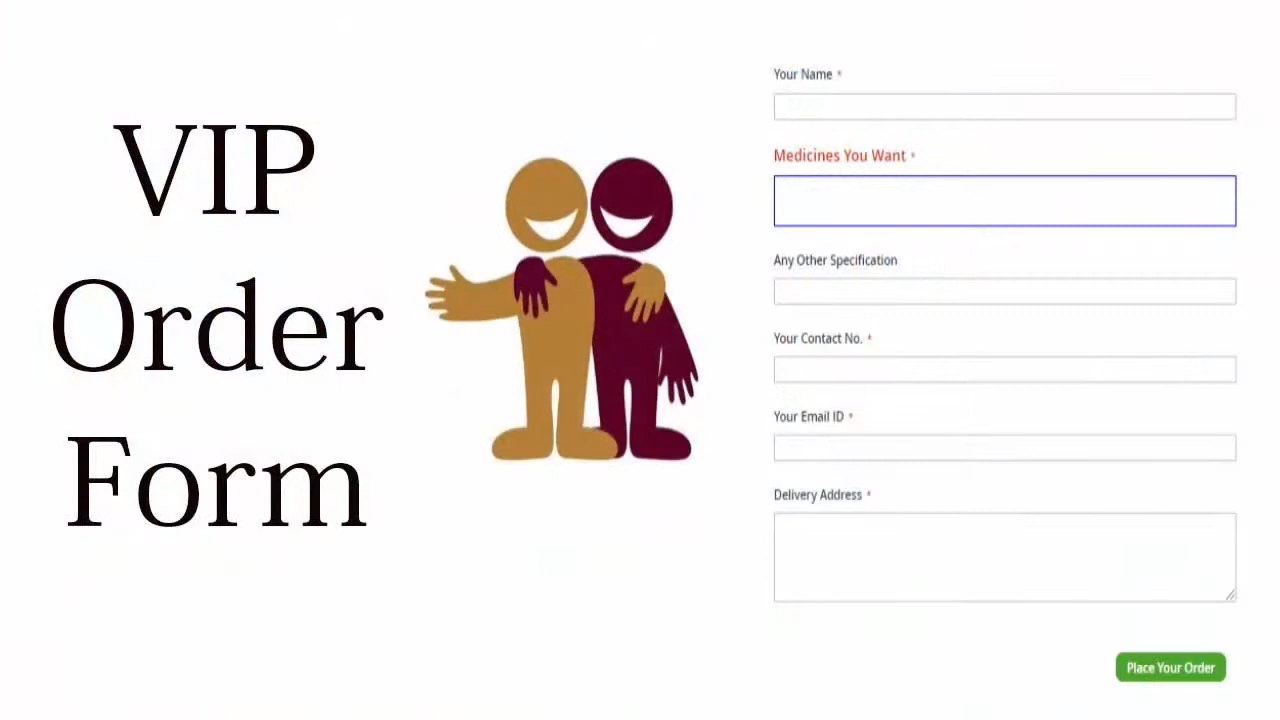 VIP
Order
Form
Your Name *
Medicines You Want *
Any Other Specification
Your Contact No. *
Your Email ID *
Delivery Address *
Place Your Order